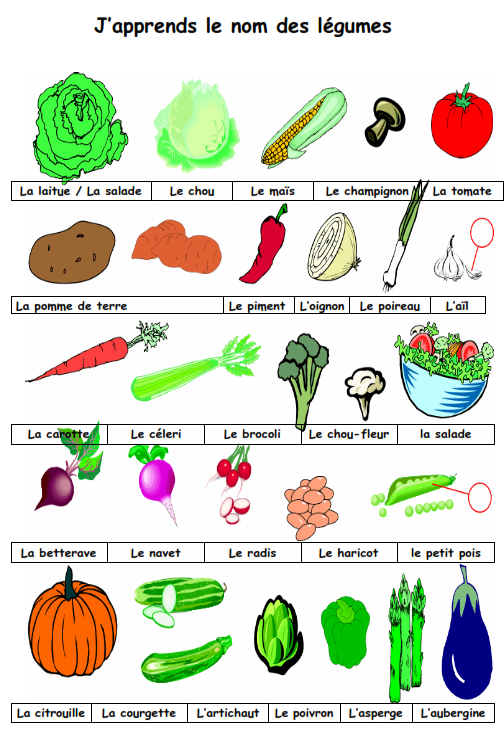 J’apprends le nom des légumes
La laitue / La salade Le chou Le maïs Le champignon La tomate
La pomme de terre Le piment L’oignon Le poireau L’aïl
La carotte Le céleri Le brocoli Le chou-fleur la salade
La betterave Le navet Le radis Le haricot le petit pois
La citrouille La courgette L’artichaut Le poivron L’asperge L’aubergine